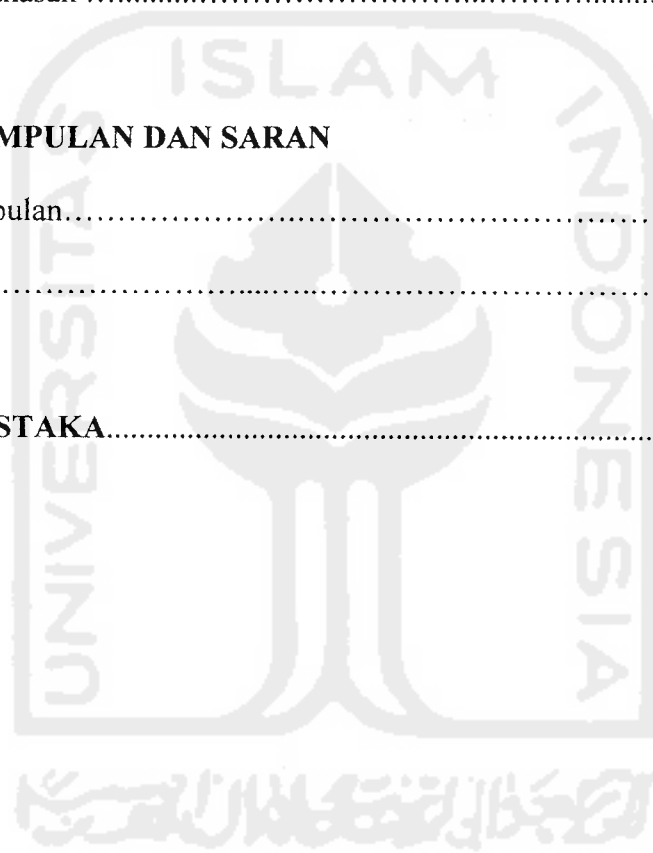 MPULAN DAN SARAN
pulan..........................................................
..........................................................
STAKA..........................................................
ISLAM
UNIVERSITAS
INDONESIA